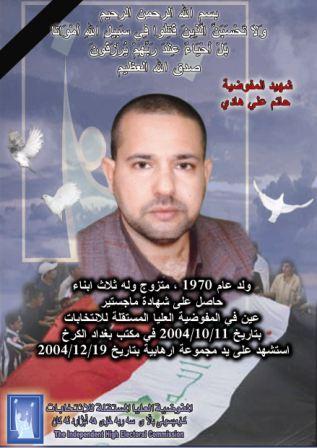 بسم الله الرحمن الرحيم
ولا تحسبن الذين قتلوا في سبيل الله أمواتا
بل أحياء عند ربهم يرزقون
صدق الله العظيم
شهيد المفوضية
حاتم علي هادي
ولد عام 1970 ، متزوج وله ثلاث ابناء
حاصل على شهادة ماجستير
عين في المفوضية العليا المستقلة للانتخابات
بتاريخ 2004/10/11 في مكتب بغداد الكرخ
استشهد على يد مجموعة ارهابية بتاريخ 2004/12/19
المفوضية العليا المستقلة للانتخابات
The Independent High Electoral Commission